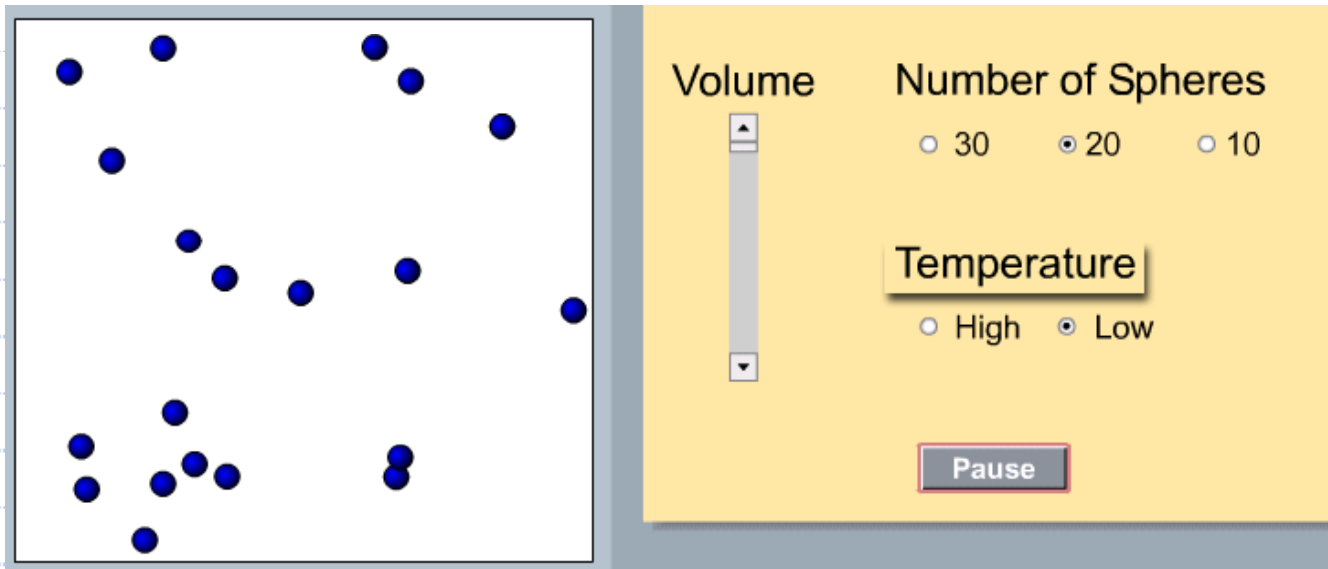 Volume
Number of Spheres
30 20 10
Temperature
High Low
Pause